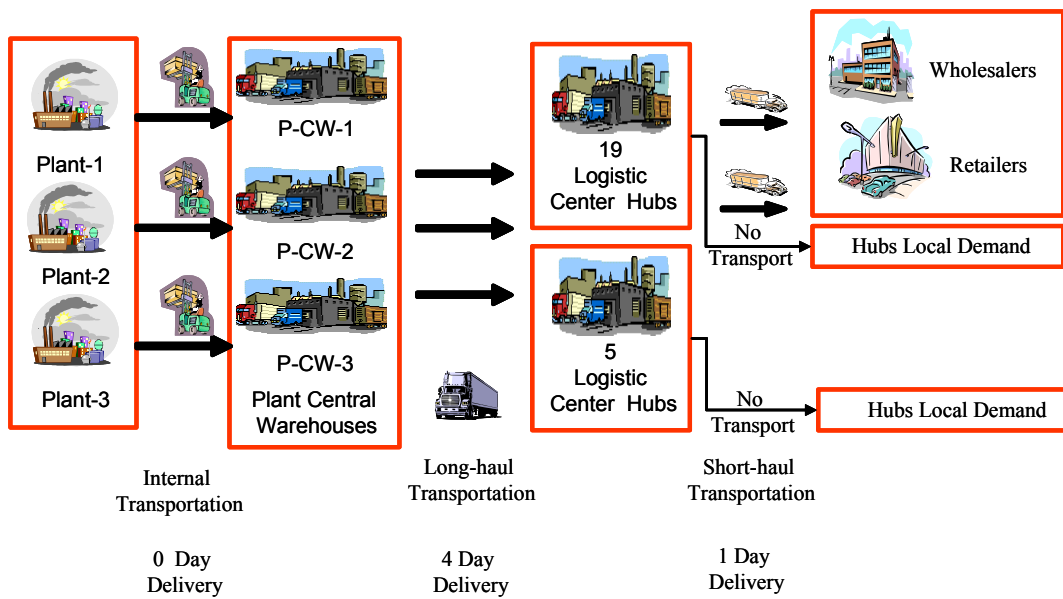 Plant-1
Plant-2
Plant-3
P-CW-1
P-CW-2
P-CW-3
Plant Central
Warehouses
19
Logistic
Center Hubs
5
Logistic
Center Hubs
Wholesalers
Retailers
No
Transport
Hubs Local Demand
No
Transport
Hubs Local Demand
Internal
Transportation
Long-haul
Transportation
Short-haul
Transportation
0 Day
Delivery
4 Day
Delivery
1 Day
Delivery